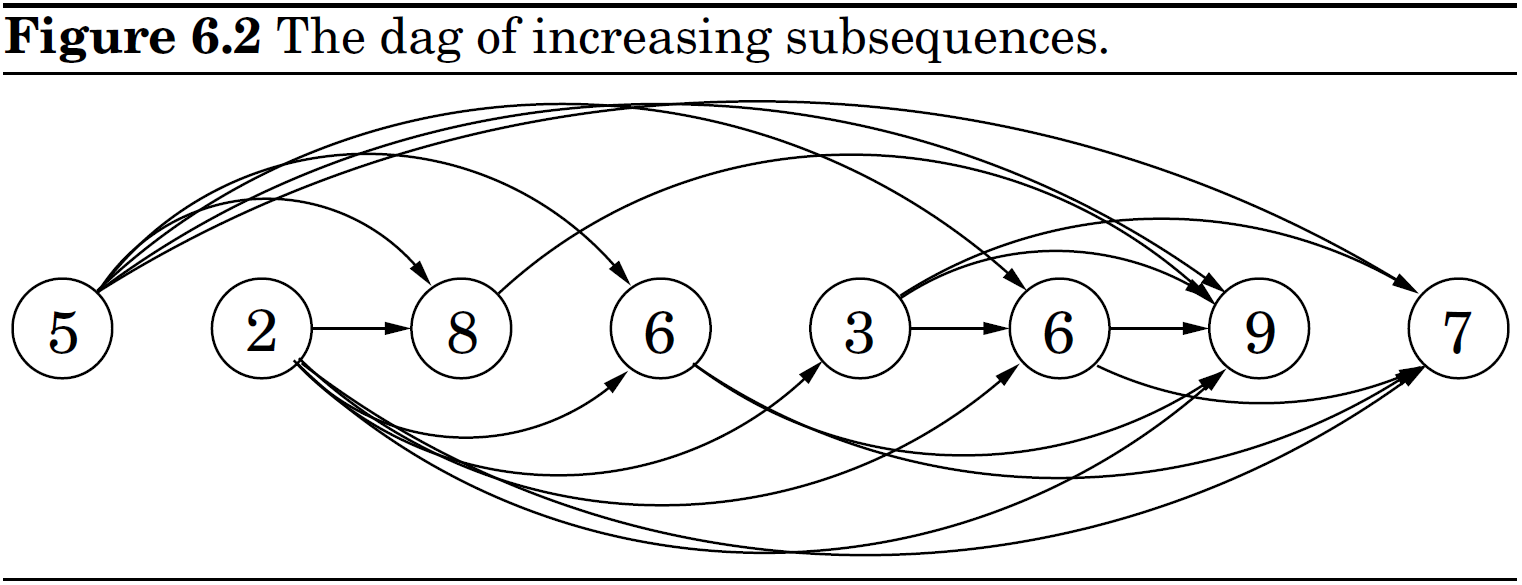 Figure 6.2 The dag of increasing subsequences.
5 2 8 6 3 6 9 7